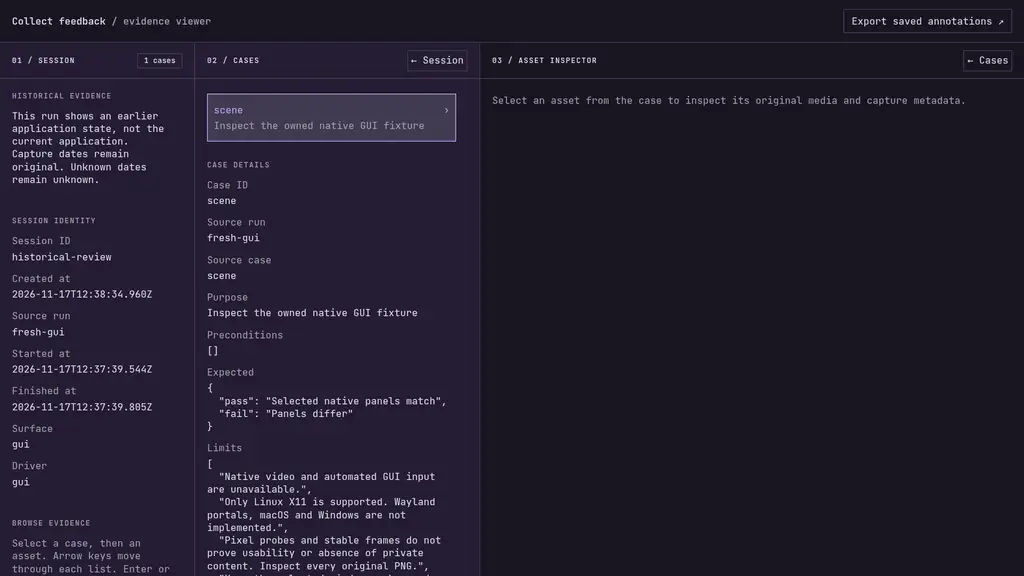 Collect feedback / evidence viewer
Export saved annotations ↗
01 / SESSION
1 cases
HISTORICAL EVIDENCE
This run shows an earlier
application state, not the
current application.
Capture dates remain
original. Unknown dates
remain unknown.
SESSION IDENTITY
Session ID
historical-review
Created at
2026-11-17T12:38:34.960Z
Source run
fresh-gui
Started at
2026-11-17T12:37:39.544Z
Finished at
2026-11-17T12:37:39.805Z
Surface
gui
Driver
gui
BROWSE EVIDENCE
Select a case, then an
asset. Arrow keys move
through each list. Enter or
02 / CASES
← Session
scene ›
Inspect the owned native GUI fixture
CASE DETAILS
Case ID
scene
Source run
fresh-gui
Source case
scene
Purpose
Inspect the owned native GUI fixture
Preconditions
[]
Expected
{
"pass": "Selected native panels match",
"fail": "Panels differ"
}
Limits
[
"Native video and automated GUI input
are unavailable.",
"Only Linux X11 is supported. Wayland
portals, macOS and Windows are not
implemented.",
"Pixel probes and stable frames do not
prove usability or absence of private
content. Inspect every original PNG.",
03 / ASSET INSPECTOR
← Cases
Select an asset from the case to inspect its original media and capture metadata.